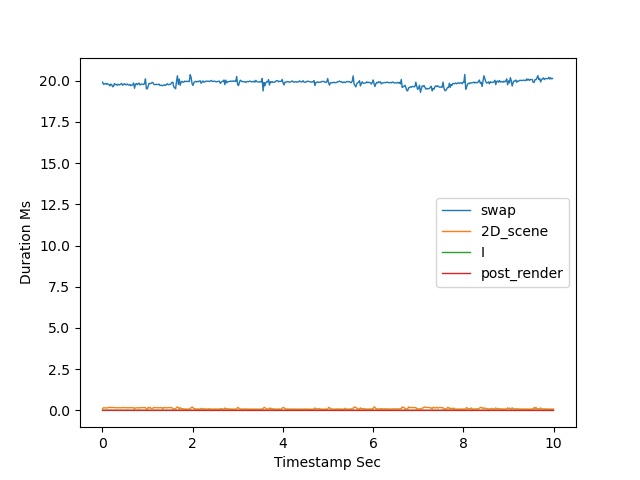 20.0
17.5
15.0
12.5
10.0
7.5
5.0
2.5
0.0
Duration Ms
swap
2D_scene
I
post_render
0 2 4 6 8 10
Timestamp Sec